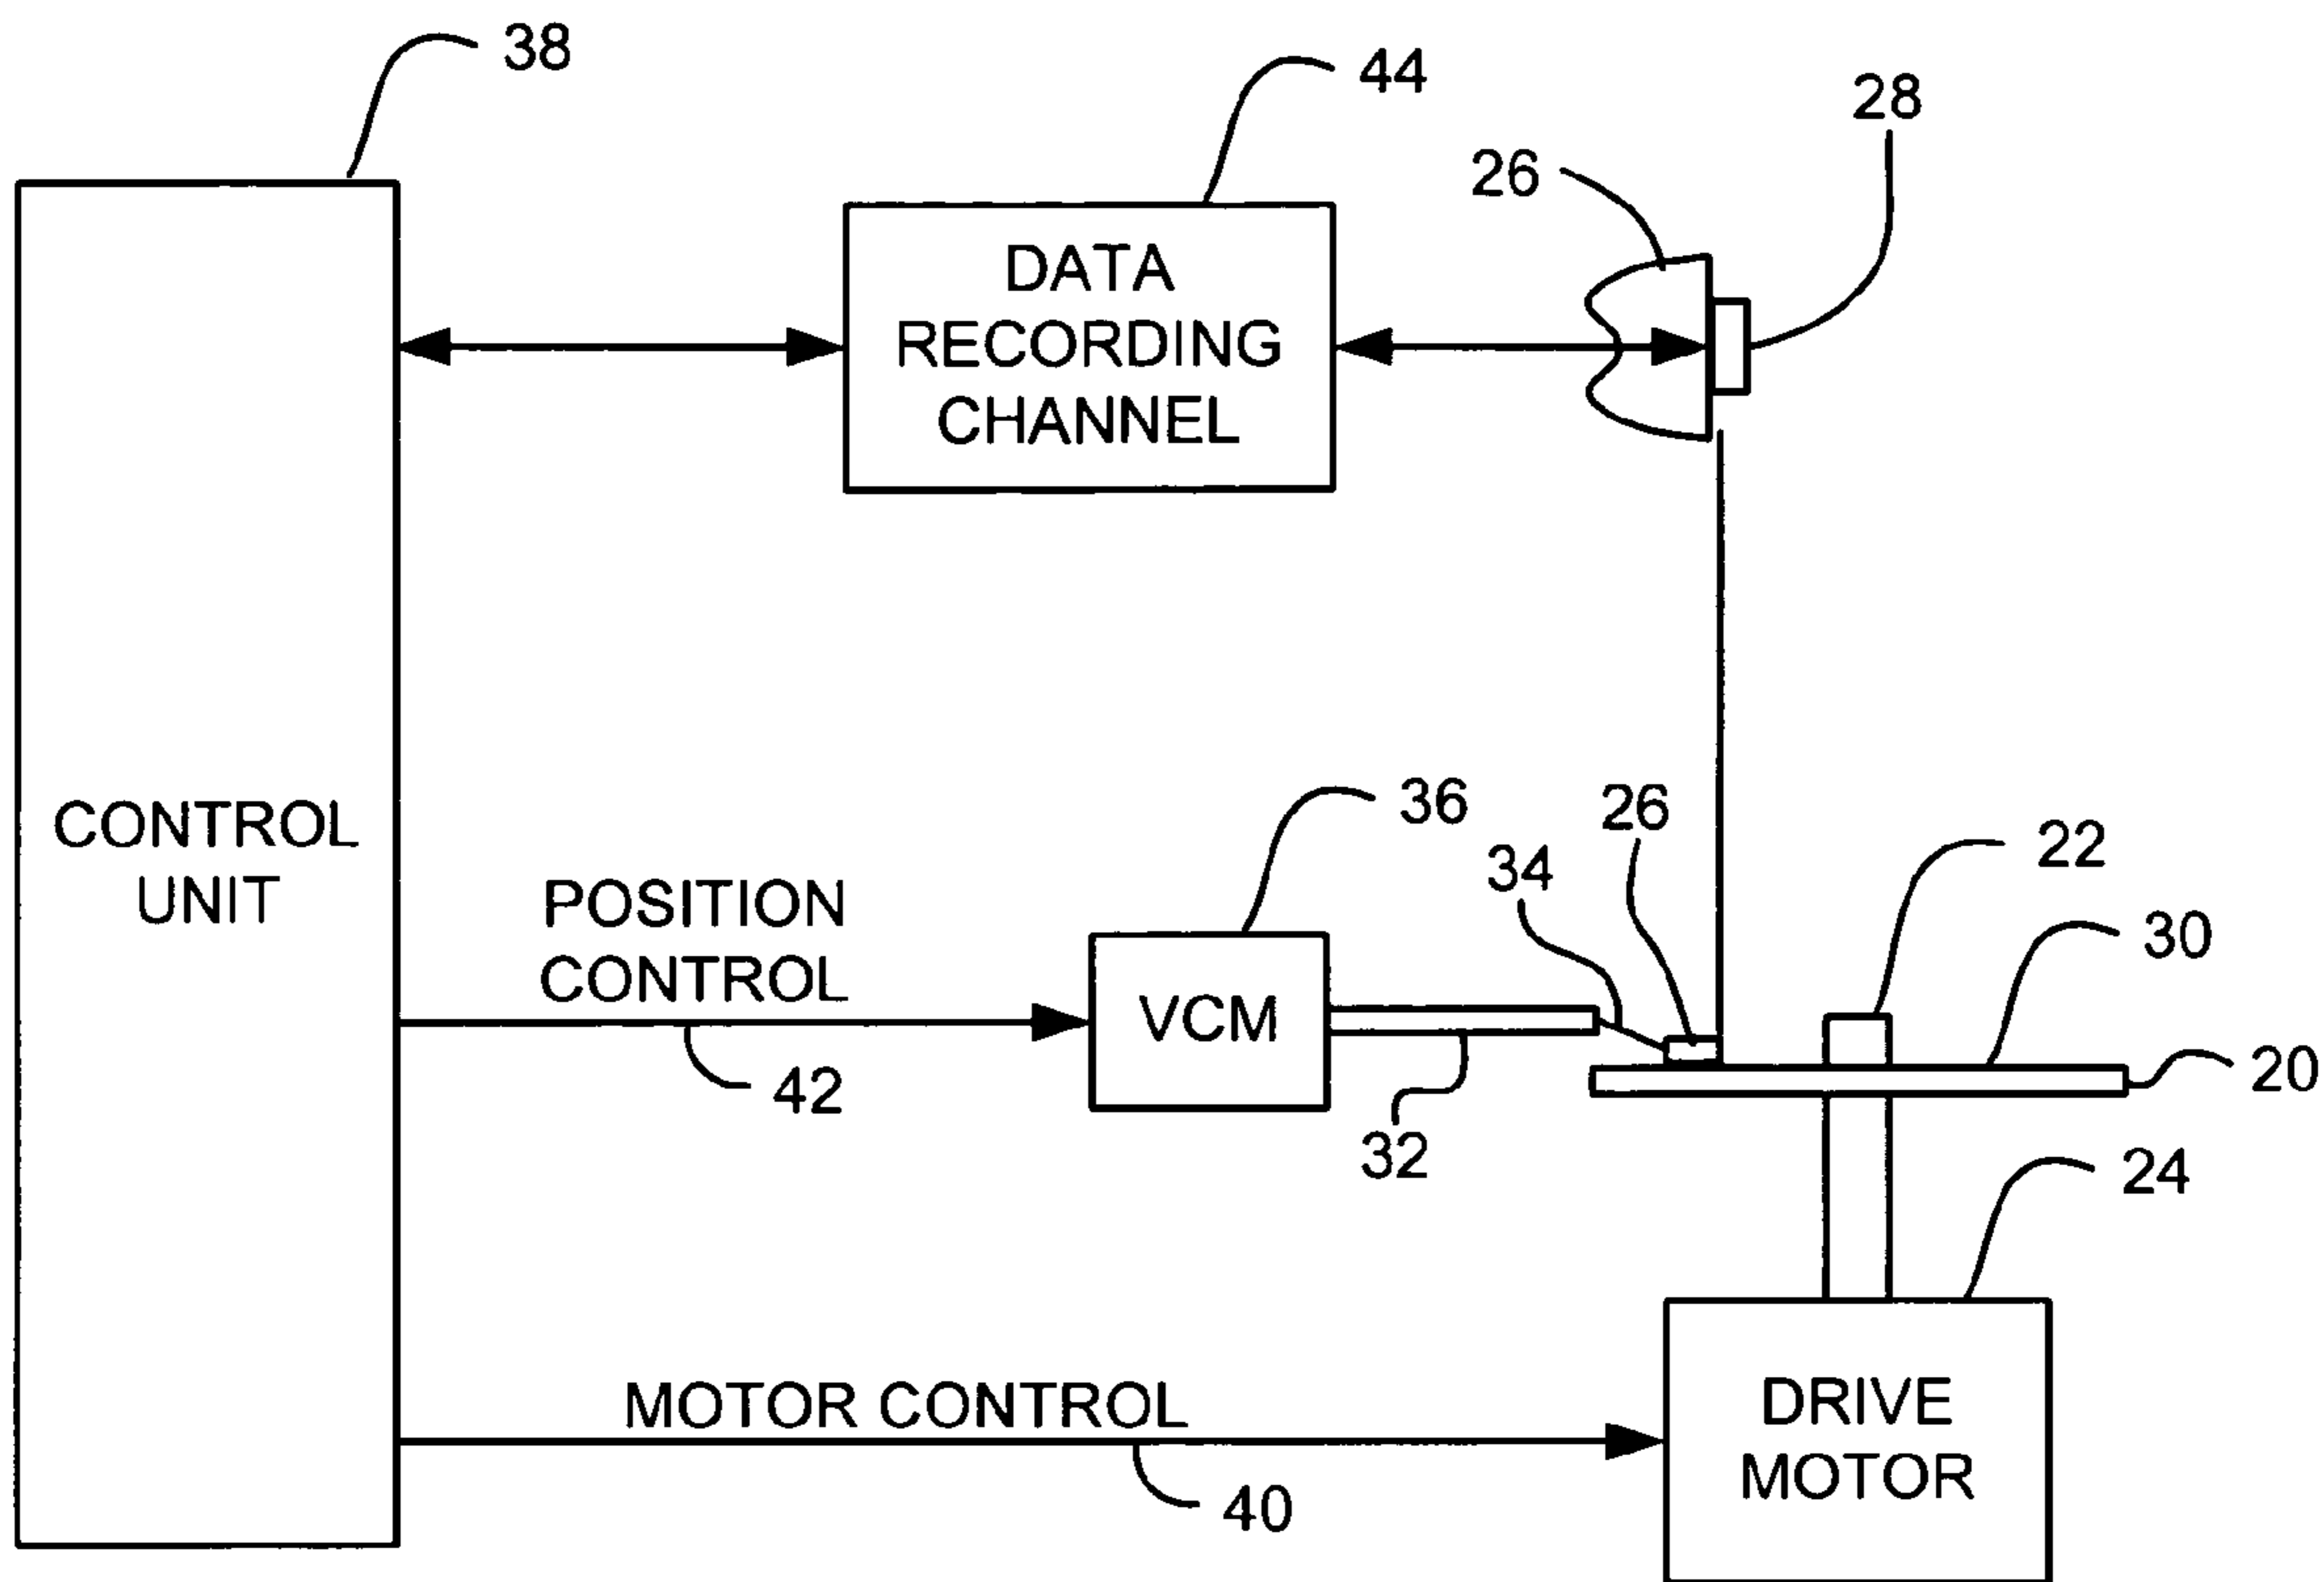 38
44
28
26
DATA
RECORDING
CHANNEL
CONTROL
UNIT
36
26
34
22
POSITION
CONTROL
30
VCM
20
42
32
24
MOTOR CONTROL
DRIVE
MOTOR
40